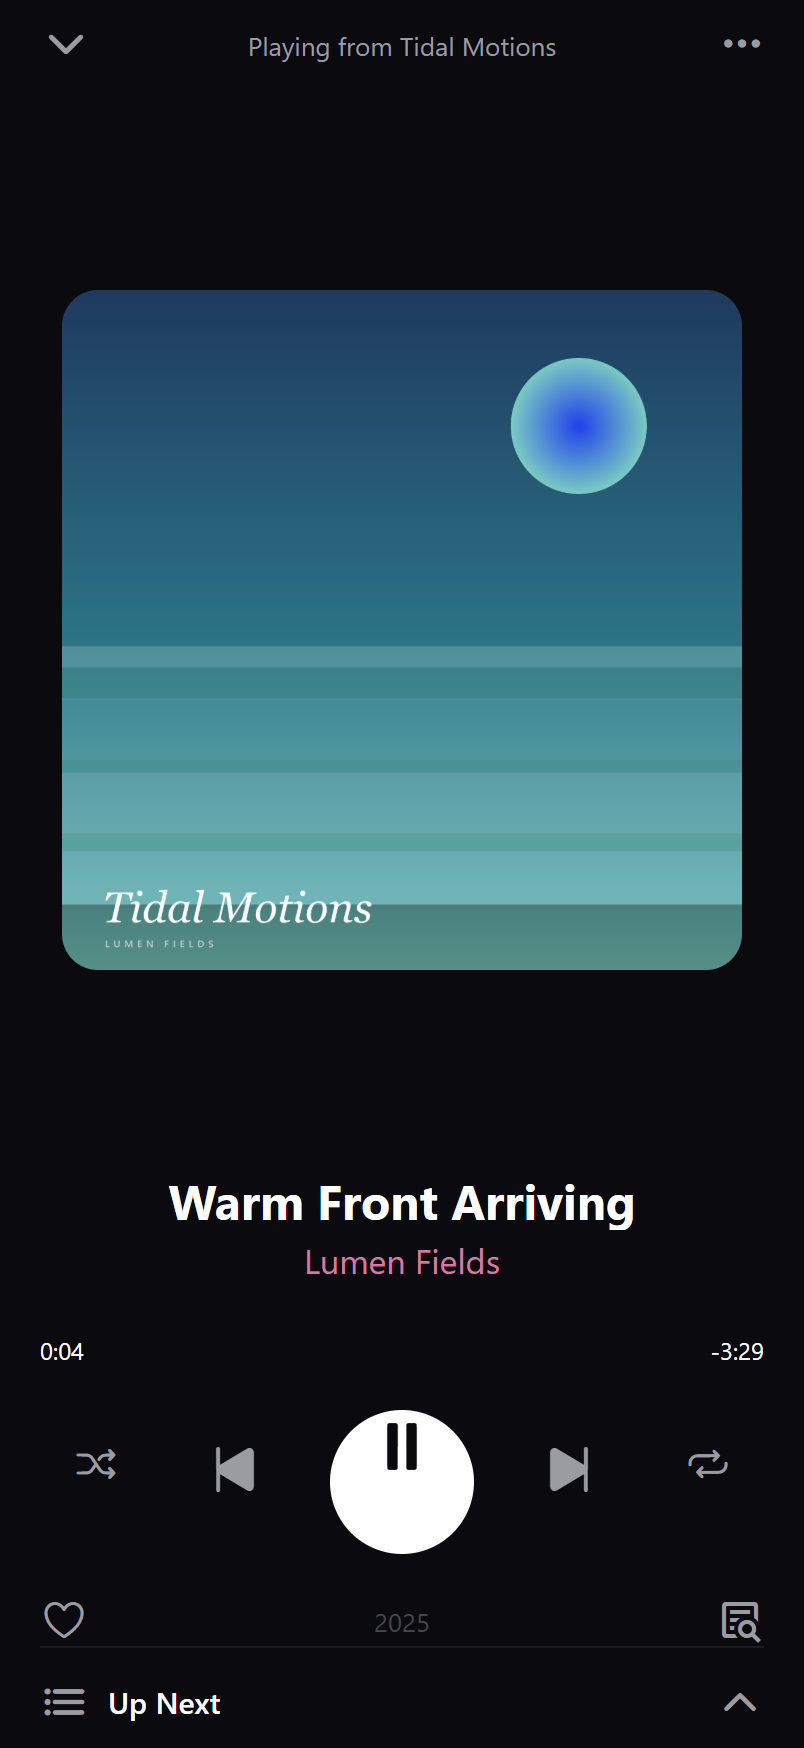 Playing from Tidal Motions
Tidal Motions
LUMEN FIELDS
Warm Front Arriving
Lumen Fields
0:04
-3:29
2025
Up Next